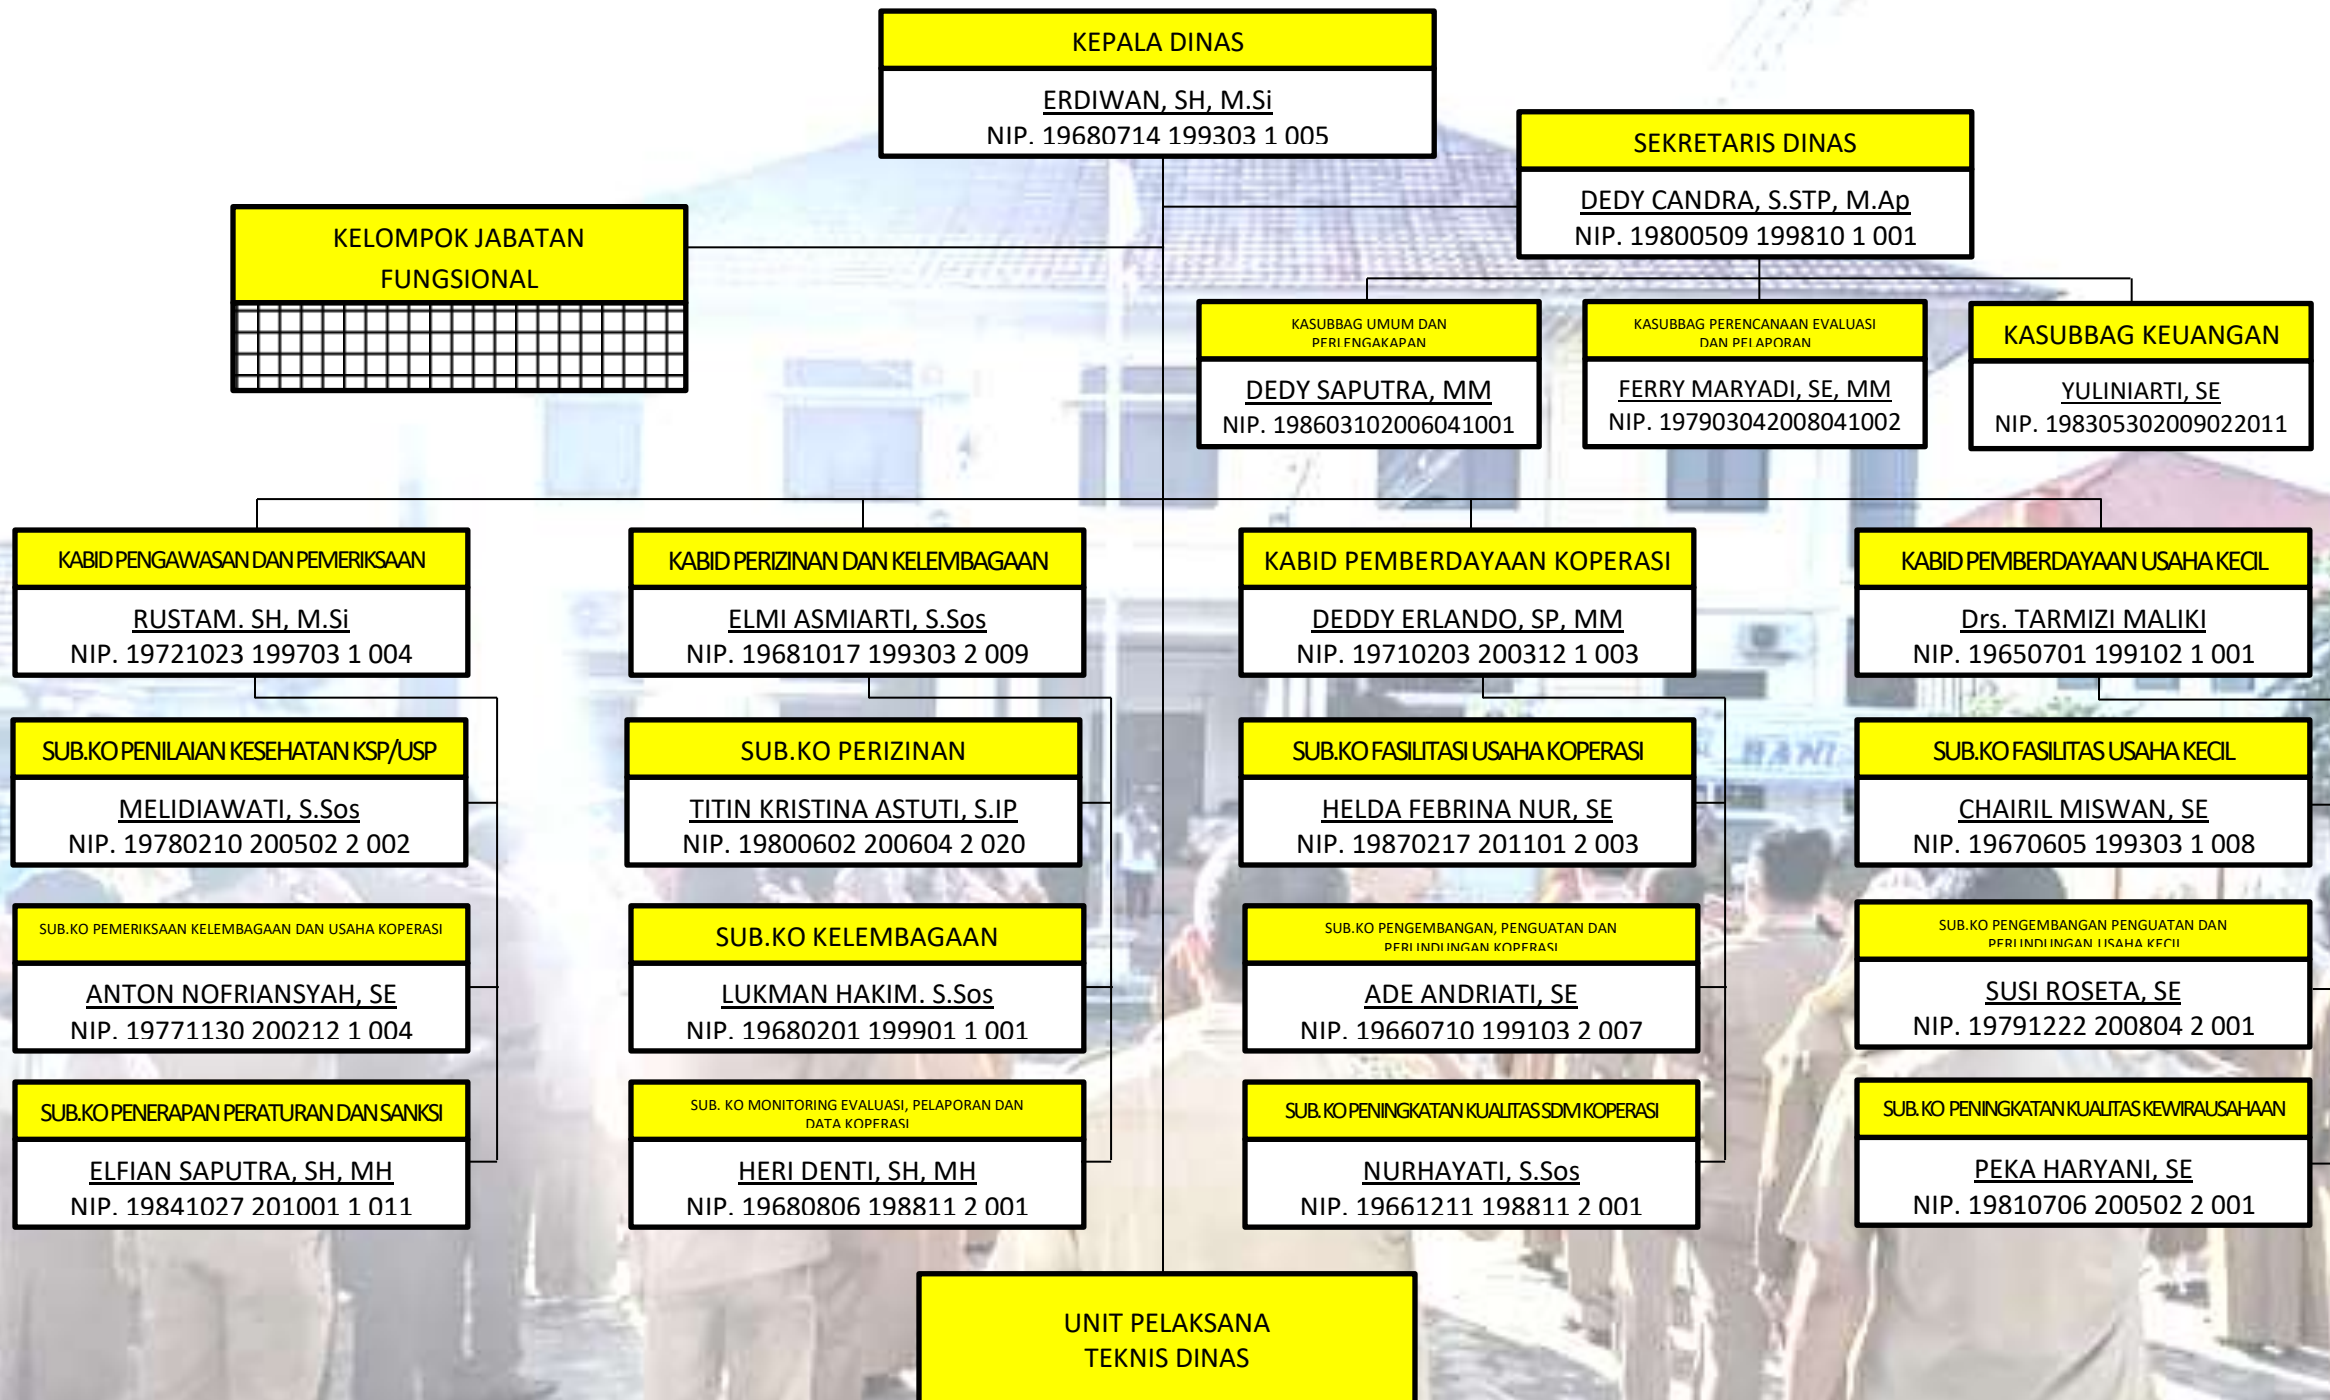 KEPALA DINAS
ERDIWAN, SH, M.Si
NIP. 19680714 199303 1 005
SEKRETARIS DINAS
DEDY CANDRA, S.STP, M.Ap
NIP. 19800509 199810 1 001
KELOMPOK JABATAN
FUNGSIONAL
KASUBBAG UMUM DAN
PERLENGAKAPAN
DEDY SAPUTRA, MM
NIP. 198603102006041001
KASUBBAG PERENCANAAN EVALUASI
DAN PELAPORAN
FERRY MARYADI, SE, MM
NIP. 197903042008041002
KASUBBAG KEUANGAN
YULINIARTI, SE
NIP. 198305302009022011
KABID PENGAWASAN DAN PEMERIKSAAN
RUSTAM. SH, M.Si
NIP. 19721023 199703 1 004
KABID PERIZINAN DAN KELEMBAGAAN
ELMI ASMIARTI, S.Sos
NIP. 19681017 199303 2 009
KABID PEMBERDAYAAN KOPERASI
DEDDY ERLANDO, SP, MM
NIP. 19710203 200312 1 003
KABID PEMBERDAYAAN USAHA KECIL
Drs. TARMIZI MALIKI
NIP. 19650701 199102 1 001
SUB.KO PENILAIAN KESEHATAN KSP/USP
MELIDIAWATI, S.Sos
NIP. 19780210 200502 2 002
SUB.KO PERIZINAN
TITIN KRISTINA ASTUTI, S.IP
NIP. 19800602 200604 2 020
SUB.KO FASILITASI USAHA KOPERASI
HELDA FEBRINA NUR, SE
NIP. 19870217 201101 2 003
SUB.KO FASILITAS USAHA KECIL
CHAIRIL MISWAN, SE
NIP. 19670605 199303 1 008
SUB.KO PEMERIKSAAN KELEMBAGAAN DAN USAHA KOPERASI
ANTON NOFRIANSYAH, SE
NIP. 19771130 200212 1 004
SUB.KO KELEMBAGAAN
LUKMAN HAKIM. S.Sos
NIP. 19680201 199901 1 001
SUB.KO PENGEMBANGAN, PENGUATAN DAN
PERLINDUNGAN KOPERASI
ADE ANDRIATI, SE
NIP. 19660710 199103 2 007
SUB.KO PENGEMBANGAN PENGUATAN DAN
PERLINDUNGAN USAHA KECIL
SUSI ROSETA, SE
NIP. 19791222 200804 2 001
SUB.KO PENERAPAN PERATURAN DAN SANKSI
ELFIAN SAPUTRA, SH, MH
NIP. 19841027 201001 1 011
SUB. KO MONITORING EVALUASI, PELAPORAN DAN
DATA KOPERASI
HERI DENTI, SH, MH
NIP. 19680806 198811 2 001
SUB. KO PENINGKATAN KUALITAS SDM KOPERASI
NURHAYATI, S.Sos
NIP. 19661211 198811 2 001
SUB. KO PENINGKATAN KUALITAS KEWIRAUSAHAAN
PEKA HARYANI, SE
NIP. 19810706 200502 2 001
UNIT PELAKSANA
TEKNIS DINAS